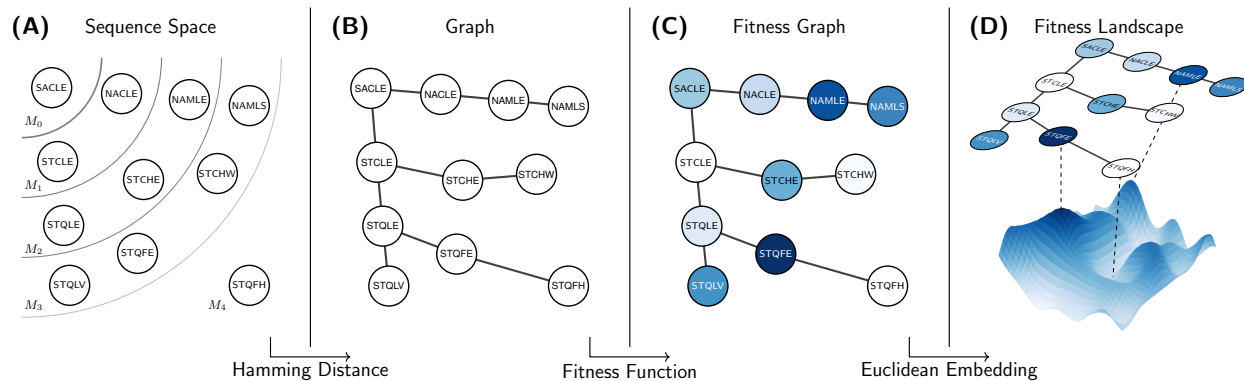 (A) Sequence Space
SACLE
NACLE
NAMLE
NAMLS
M0
STCLE
STCHE
STCHW
M1
STQLE
STQFE
M2
STQLV
STQFH
M3
M4
Hamming Distance
(B) Graph
SACLE
NACLE
NAMLE
NAMLS
STCLE
STCHE
STCHW
STQLE
STQFE
STQLV
STQFH
Fitness Function
(C) Fitness Graph
SACLE
NACLE
NAMLE
NAMLS
STCLE
STCHE
STCHW
STQLE
STQFE
STQLV
STQFH
Euclidean Embedding
(D) Fitness Landscape
SACLE
NACLE
NAMLE
NAMLS
STCLE
STCHE
STCHW
STQLE
STQFE
STQLV
STQFH